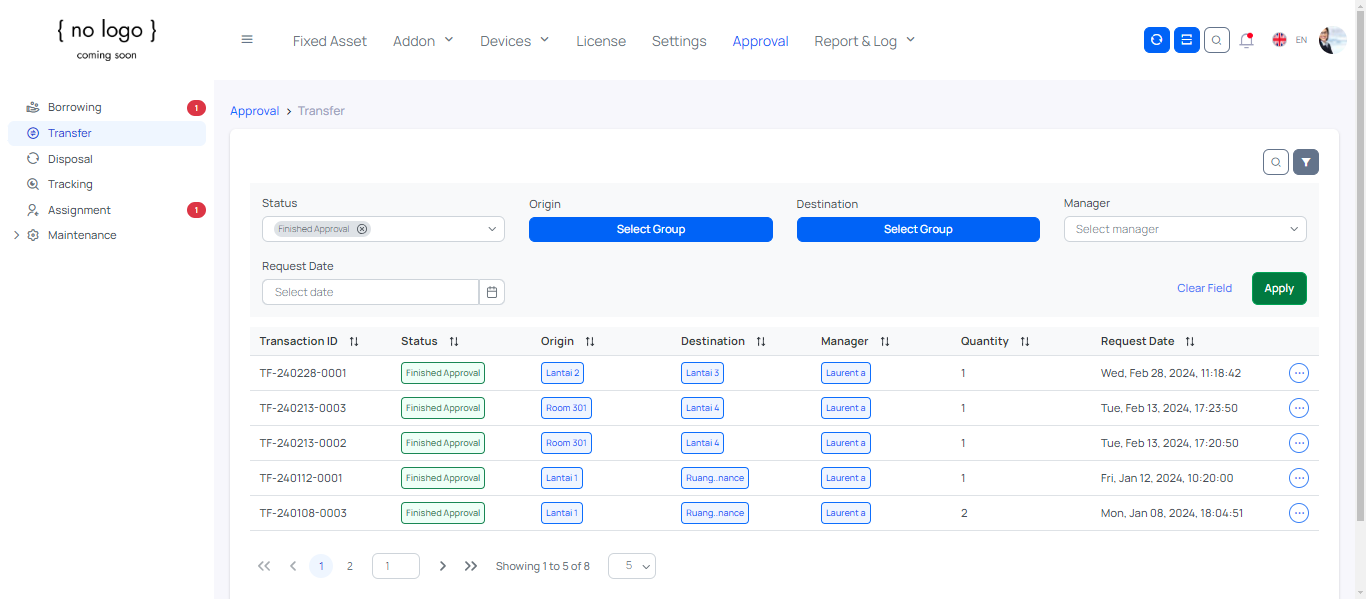 { no logo }
coming soon
Fixed Asset Addon Devices License Settings Approval Report & Log EN
Borrowing 1
Transfer
Disposal
Tracking
Assignment 1
Maintenance
Approval > Transfer
Status Origin Destination Manager
Finished Approval Select Group Select Group Select manager
Request Date
Select date Clear Field Apply
Transaction ID Status Origin Destination Manager Quantity Request Date
TF-240228-0001 Finished Approval Lantai 2 Lantai 3 Laurent a 1 Wed, Feb 28, 2024, 11:18:42
TF-240213-0003 Finished Approval Room 301 Lantai 4 Laurent a 1 Tue, Feb 13, 2024, 17:23:50
TF-240213-0002 Finished Approval Room 301 Lantai 4 Laurent a 1 Tue, Feb 13, 2024, 17:20:50
TF-240112-0001 Finished Approval Lantai 1 Ruang..nance Laurent a 1 Fri, Jan 12, 2024, 10:20:00
TF-240108-0003 Finished Approval Lantai 1 Ruang..nance Laurent a 2 Mon, Jan 08, 2024, 18:04:51
1 2 1 Showing 1 to 5 of 8 5